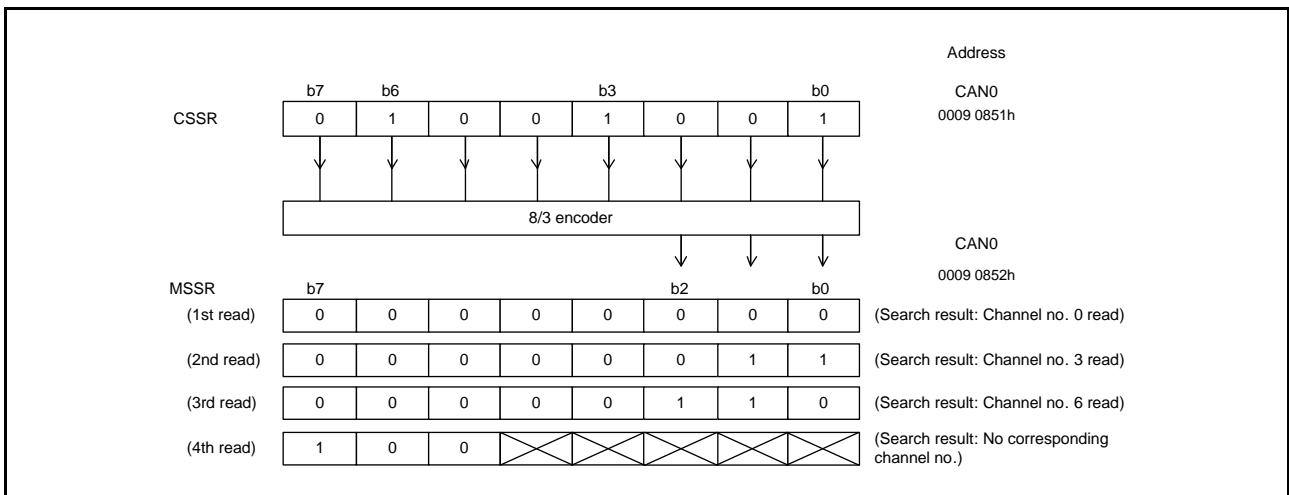 Address
b7 b6 b3 b0 CAN0
CSSR 0 1 0 0 1 0 0 1 0009 0851h
8/3 encoder
CAN0
0009 0852h
MSSR b7 b2 b0
(1st read) 0 0 0 0 0 0 0 0 (Search result: Channel no. 0 read)
(2nd read) 0 0 0 0 0 0 1 1 (Search result: Channel no. 3 read)
(3rd read) 0 0 0 0 0 1 1 0 (Search result: Channel no. 6 read)
(4th read) 1 0 0 (Search result: No corresponding
channel no.)